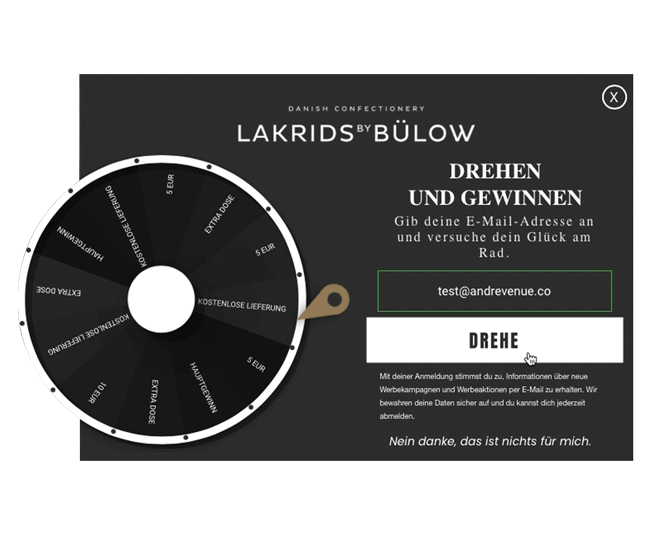 X
DANISH CONFECTIONERY
LAKRIDS BY BÜLOW
DREHEN
UND GEWINNEN
Gib deine E-Mail-Adresse an
und versuche dein Glück am
Rad.
test@andrevenue.co
DREHE
Mit deiner Anmeldung stimmst du zu, Informationen über neue
Werbekampagnen und Werbeaktionen per E-Mail zu erhalten. Wir
bewahren deine Daten sicher auf und du kannst dich jederzeit
abmelden.
Nein danke, das ist nichts für mich.
5 EUR
EXTRA DOSE
5 EUR
KOSTENLOSE LIEFERUNG
5 EUR
HAUPTGEWINN
EXTRA DOSE
10 EUR
KOSTENLOSE LIEFERUNG
EXTRA DOSE
HAUPTGEWINN
KOSTENLOSE LIEFERUNG